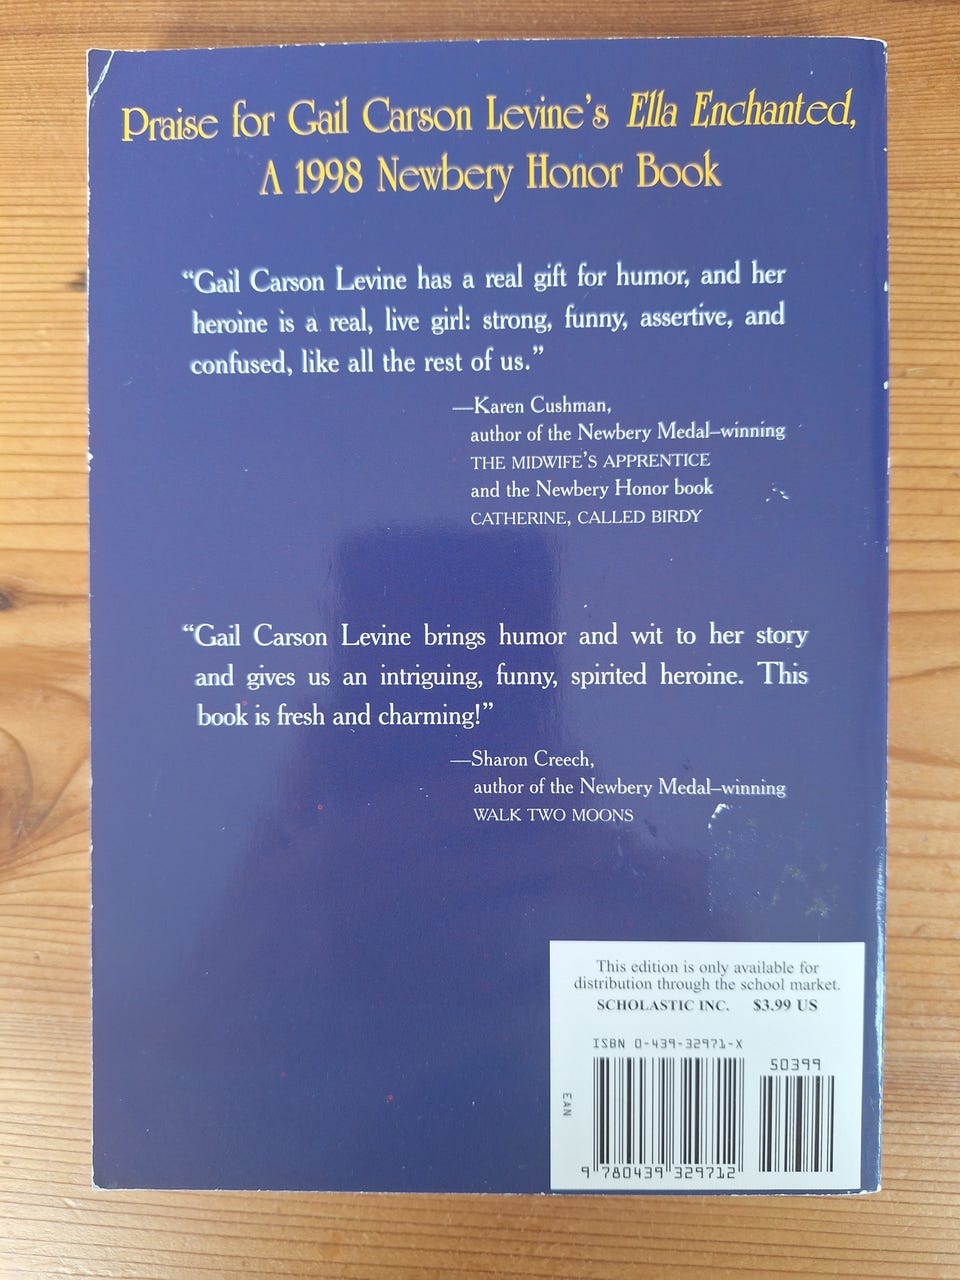 Praise for Gail Carson Levine's Ella Enchanted,
A 1998 Newbery Honor Book
“Gail Carson Levine has a real gift for humor, and her
heroine is a real, live girl: strong, funny, assertive, and
confused, like all the rest of us.”
—Karen Cushman,
author of the Newbery Medal–winning
THE MIDWIFE'S APPRENTICE
and the Newbery Honor book
CATHERINE, CALLED BIRDY
“Gail Carson Levine brings humor and wit to her story
and gives us an intriguing, funny, spirited heroine. This
book is fresh and charming!”
—Sharon Creech,
author of the Newbery Medal–winning
WALK TWO MOONS
This edition is only available for
distribution through the school market.
SCHOLASTIC INC. $3.99 US
ISBN 0-439-32971-X
50399
EAN
9 780439 329712